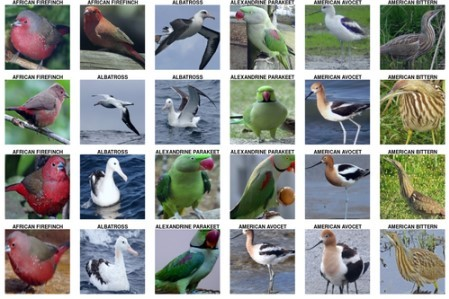 AFRICAN FIREFINCH AFRICAN FIREFINCH ALBATROSS ALEXANDRINE PARAKEET AMERICAN AVOCET AMERICAN BITTERN
AFRICAN FIREFINCH ALBATROSS ALBATROSS ALEXANDRINE PARAKEET AMERICAN AVOCET AMERICAN BITTERN
AFRICAN FIREFINCH ALBATROSS ALEXANDRINE PARAKEET ALEXANDRINE PARAKEET AMERICAN AVOCET AMERICAN BITTERN
AFRICAN FIREFINCH ALBATROSS ALEXANDRINE PARAKEET AMERICAN AVOCET AMERICAN AVOCET AMERICAN BITTERN